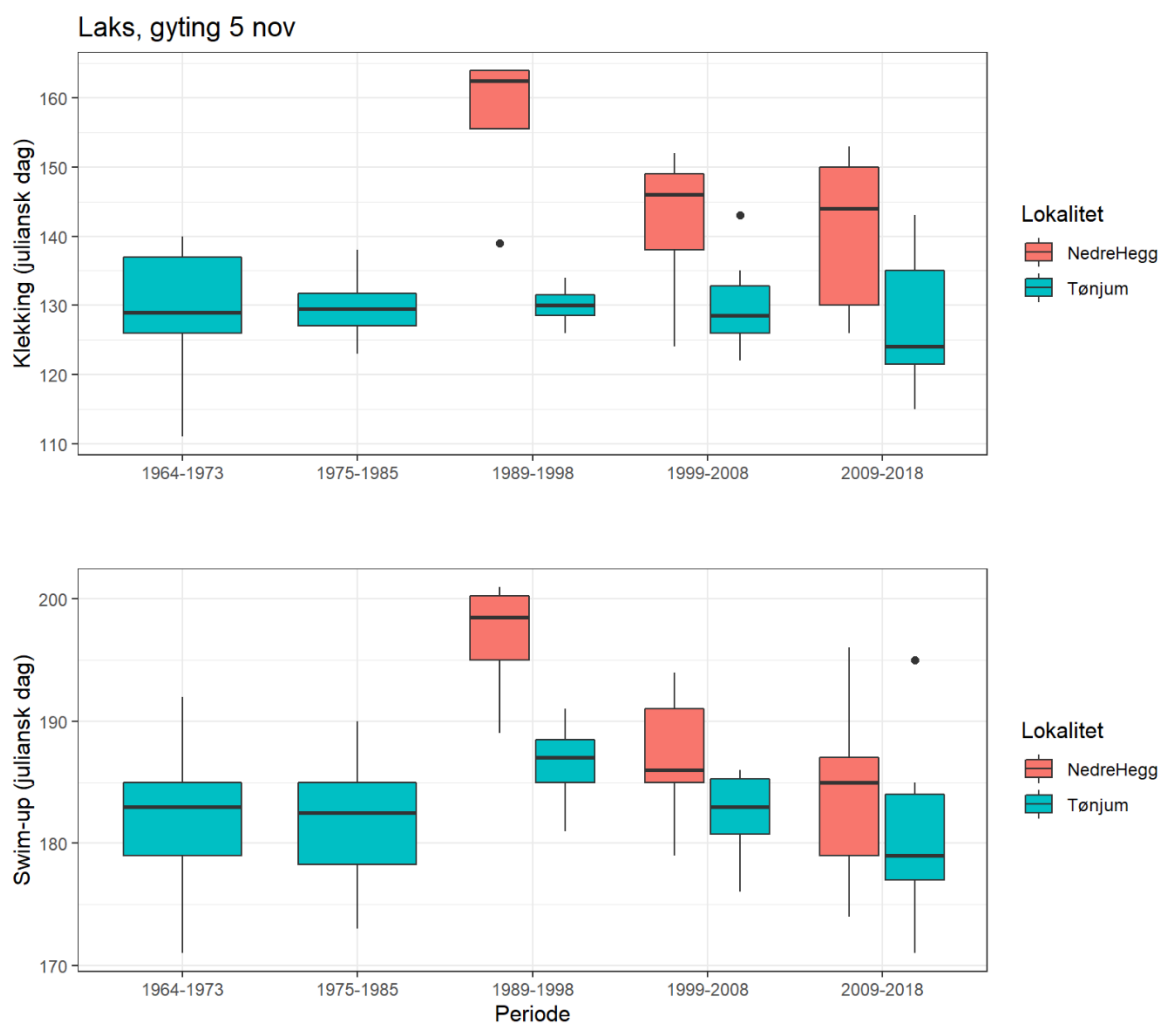 Laks, gyting 5 nov
Klekking (juliansk dag)
160
150
140
130
120
110
1964-1973 1975-1985 1989-1998 1999-2008 2009-2018
Lokalitet
NedreHegg
Tønjum
Swim-up (juliansk dag)
200
190
180
170
1964-1973 1975-1985 1989-1998 1999-2008 2009-2018
Periode
Lokalitet
NedreHegg
Tønjum